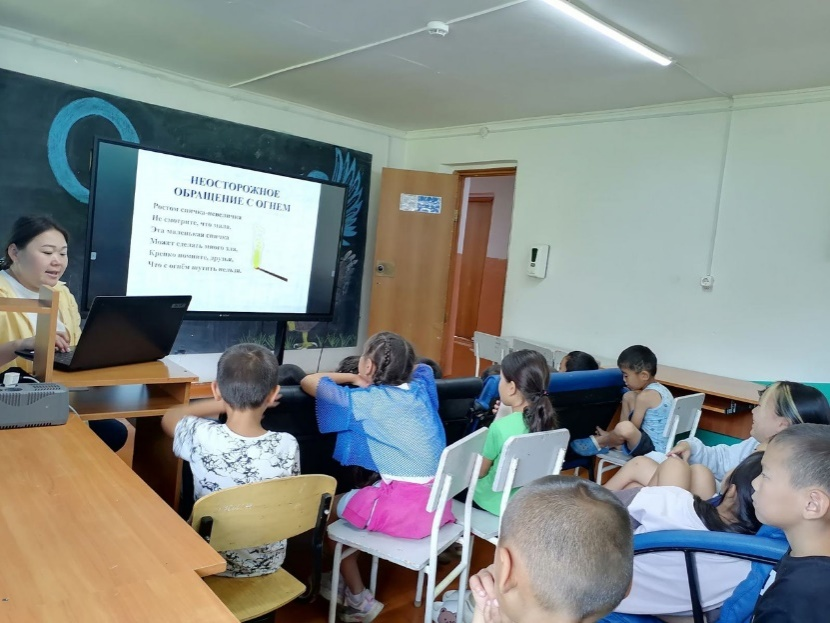 НЕОСТОРОЖНОЕ
ОБРАЩЕНИЕ С ОГНЕМ
Ростом спичка-невеличка
Не смотрите, что мала.
Эта маленькая спичка
Может сделать много зла.
Крепко помните, друзья,
Что с огнём шутить нельзя.